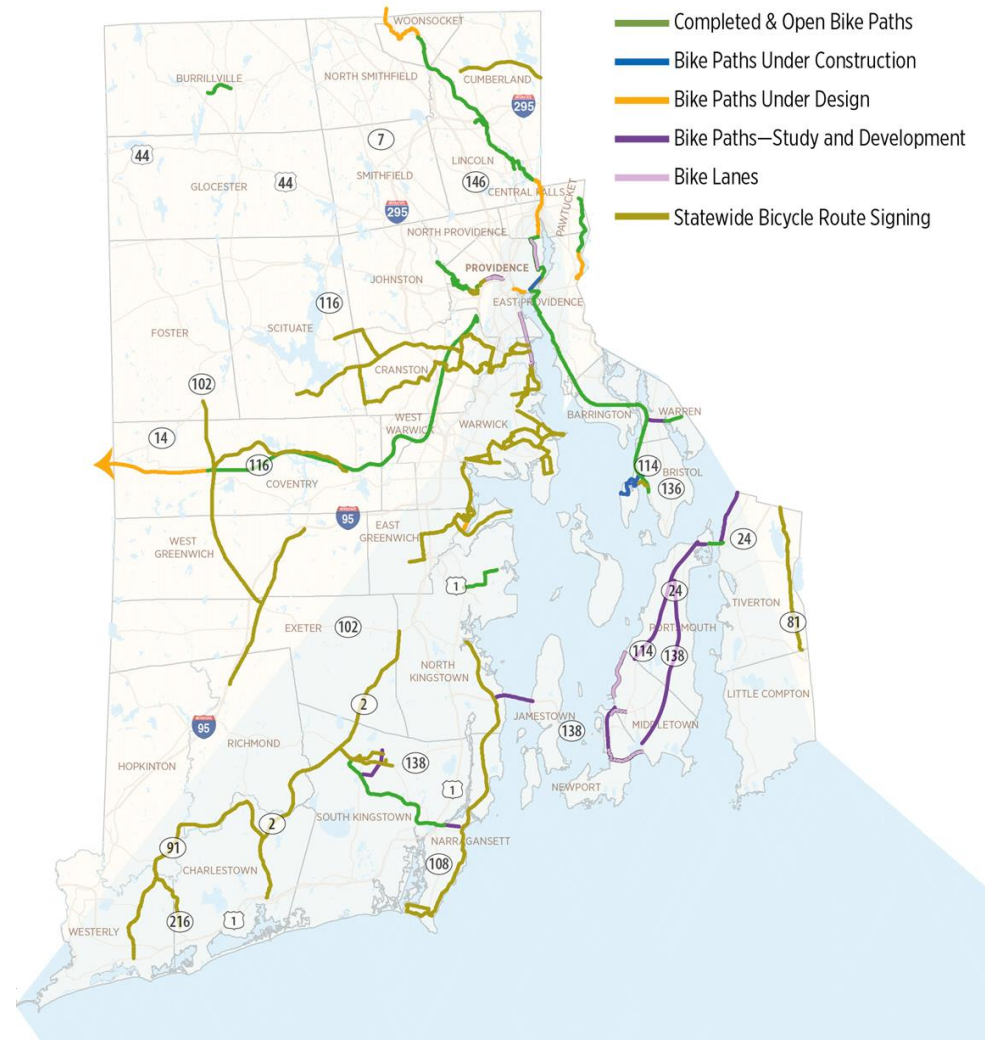 WOONSOCKET
Completed & Open Bike Paths
Bike Paths Under Construction
Bike Paths Under Design
Bike Paths—Study and Development
Bike Lanes
Statewide Bicycle Route Signing
BURRILLVILLE
NORTH SMITHFIELD
CUMBERLAND
295
7
44
LINCOLN
SMITHFIELD
146
44
GLOCESTER
CENTRAL FALLS
PAWTUCKET
295
NORTH PROVIDENCE
PROVIDENCE
JOHNSTON
EAST PROVIDENCE
116
SCITUATE
FOSTER
CRANSTON
102
WEST
WARWICK
WARWICK
BARRINGTON
WARREN
14
116
COVENTRY
114
BRISTOL
136
95
EAST
GREENWICH
WEST
GREENWICH
24
1
24
TIVERTON
EXETER
102
PORTSMOUTH
81
114
138
NORTH
KINGSTOWN
LITTLE COMPTON
2
JAMESTOWN
138
MIDDLETOWN
95
RICHMOND
HOPKINTON
138
1
NEWPORT
SOUTH KINGSTOWN
2
NARRAGANSETT
91
108
CHARLESTOWN
216
1
WESTERLY